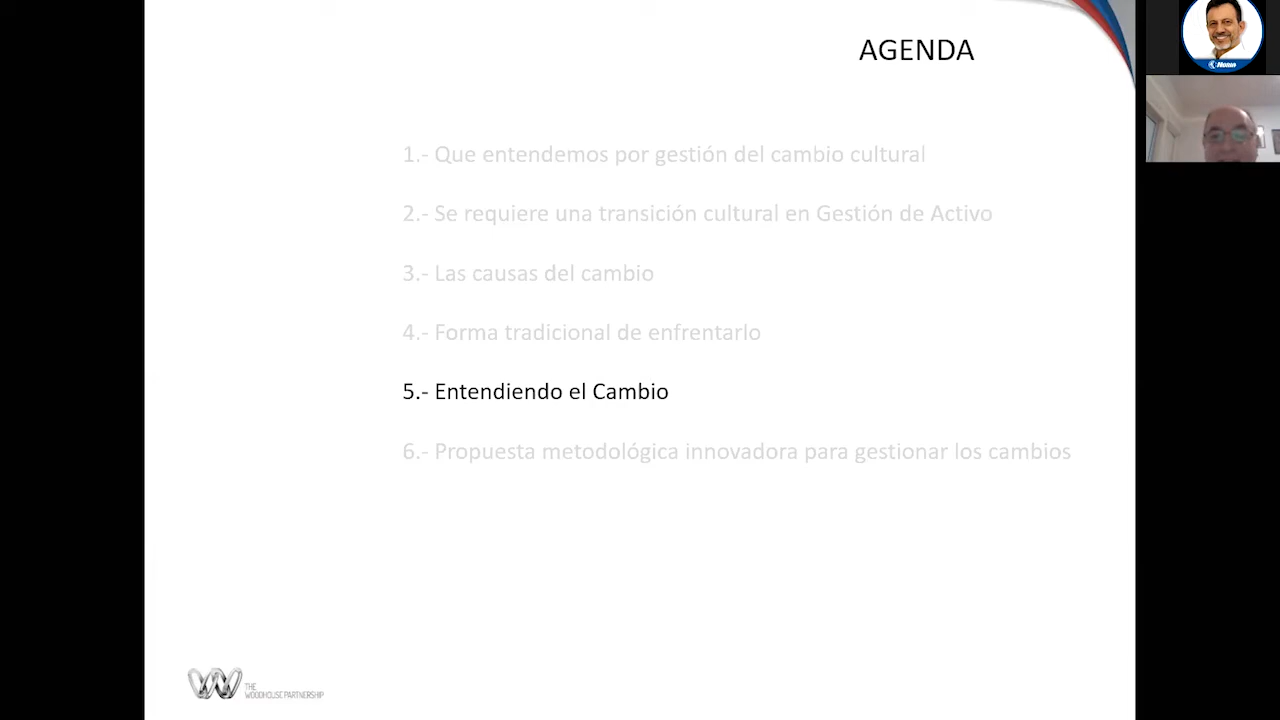 AGENDA
1.- Que entendemos por gestión del cambio cultural
2.- Se requiere una transición cultural en Gestión de Activo
3.- Las causas del cambio
4.- Forma tradicional de enfrentarlo
5.- Entendiendo el Cambio
6.- Propuesta metodológica innovadora para gestionar los cambios
THE
WOODHOUSE PARTNERSHIP